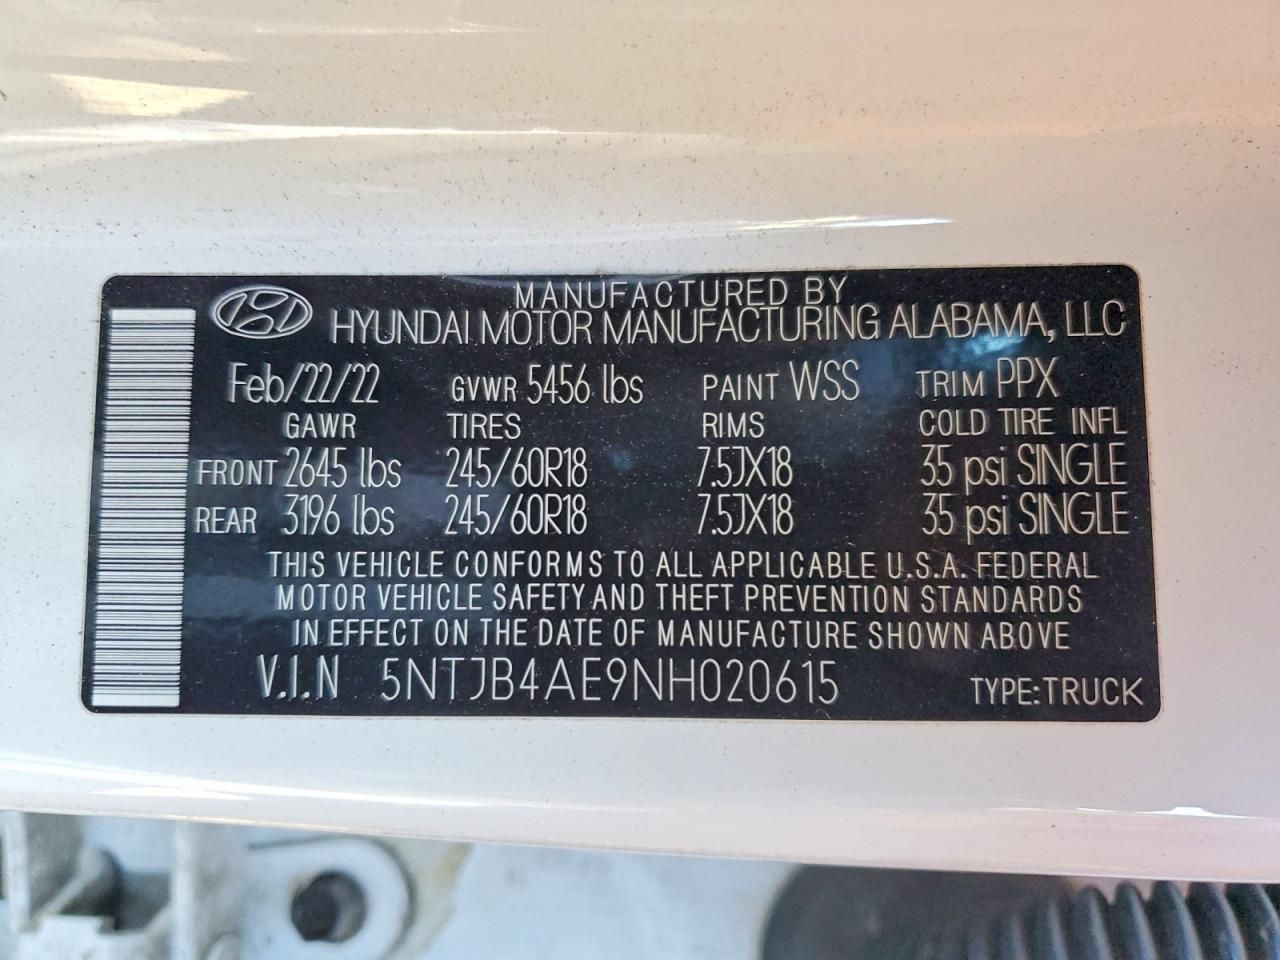 MANUFACTURED BY
HYUNDAI MOTOR MANUFACTURING ALABAMA, LLC
Feb/22/22 GVWR 5456 lbs PAINT WSS TRIM PPX
GAWR TIRES RIMS COLD TIRE INFL
FRONT 2645 lbs 245/60R18 7.5JX18 35 psi SINGLE
REAR 3196 lbs 245/60R18 7.5JX18 35 psi SINGLE
THIS VEHICLE CONFORMS TO ALL APPLICABLE U.S.A. FEDERAL
MOTOR VEHICLE SAFETY AND THEFT PREVENTION STANDARDS
IN EFFECT ON THE DATE OF MANUFACTURE SHOWN ABOVE
V.I.N 5NTJB4AE9NH020615 TYPE:TRUCK